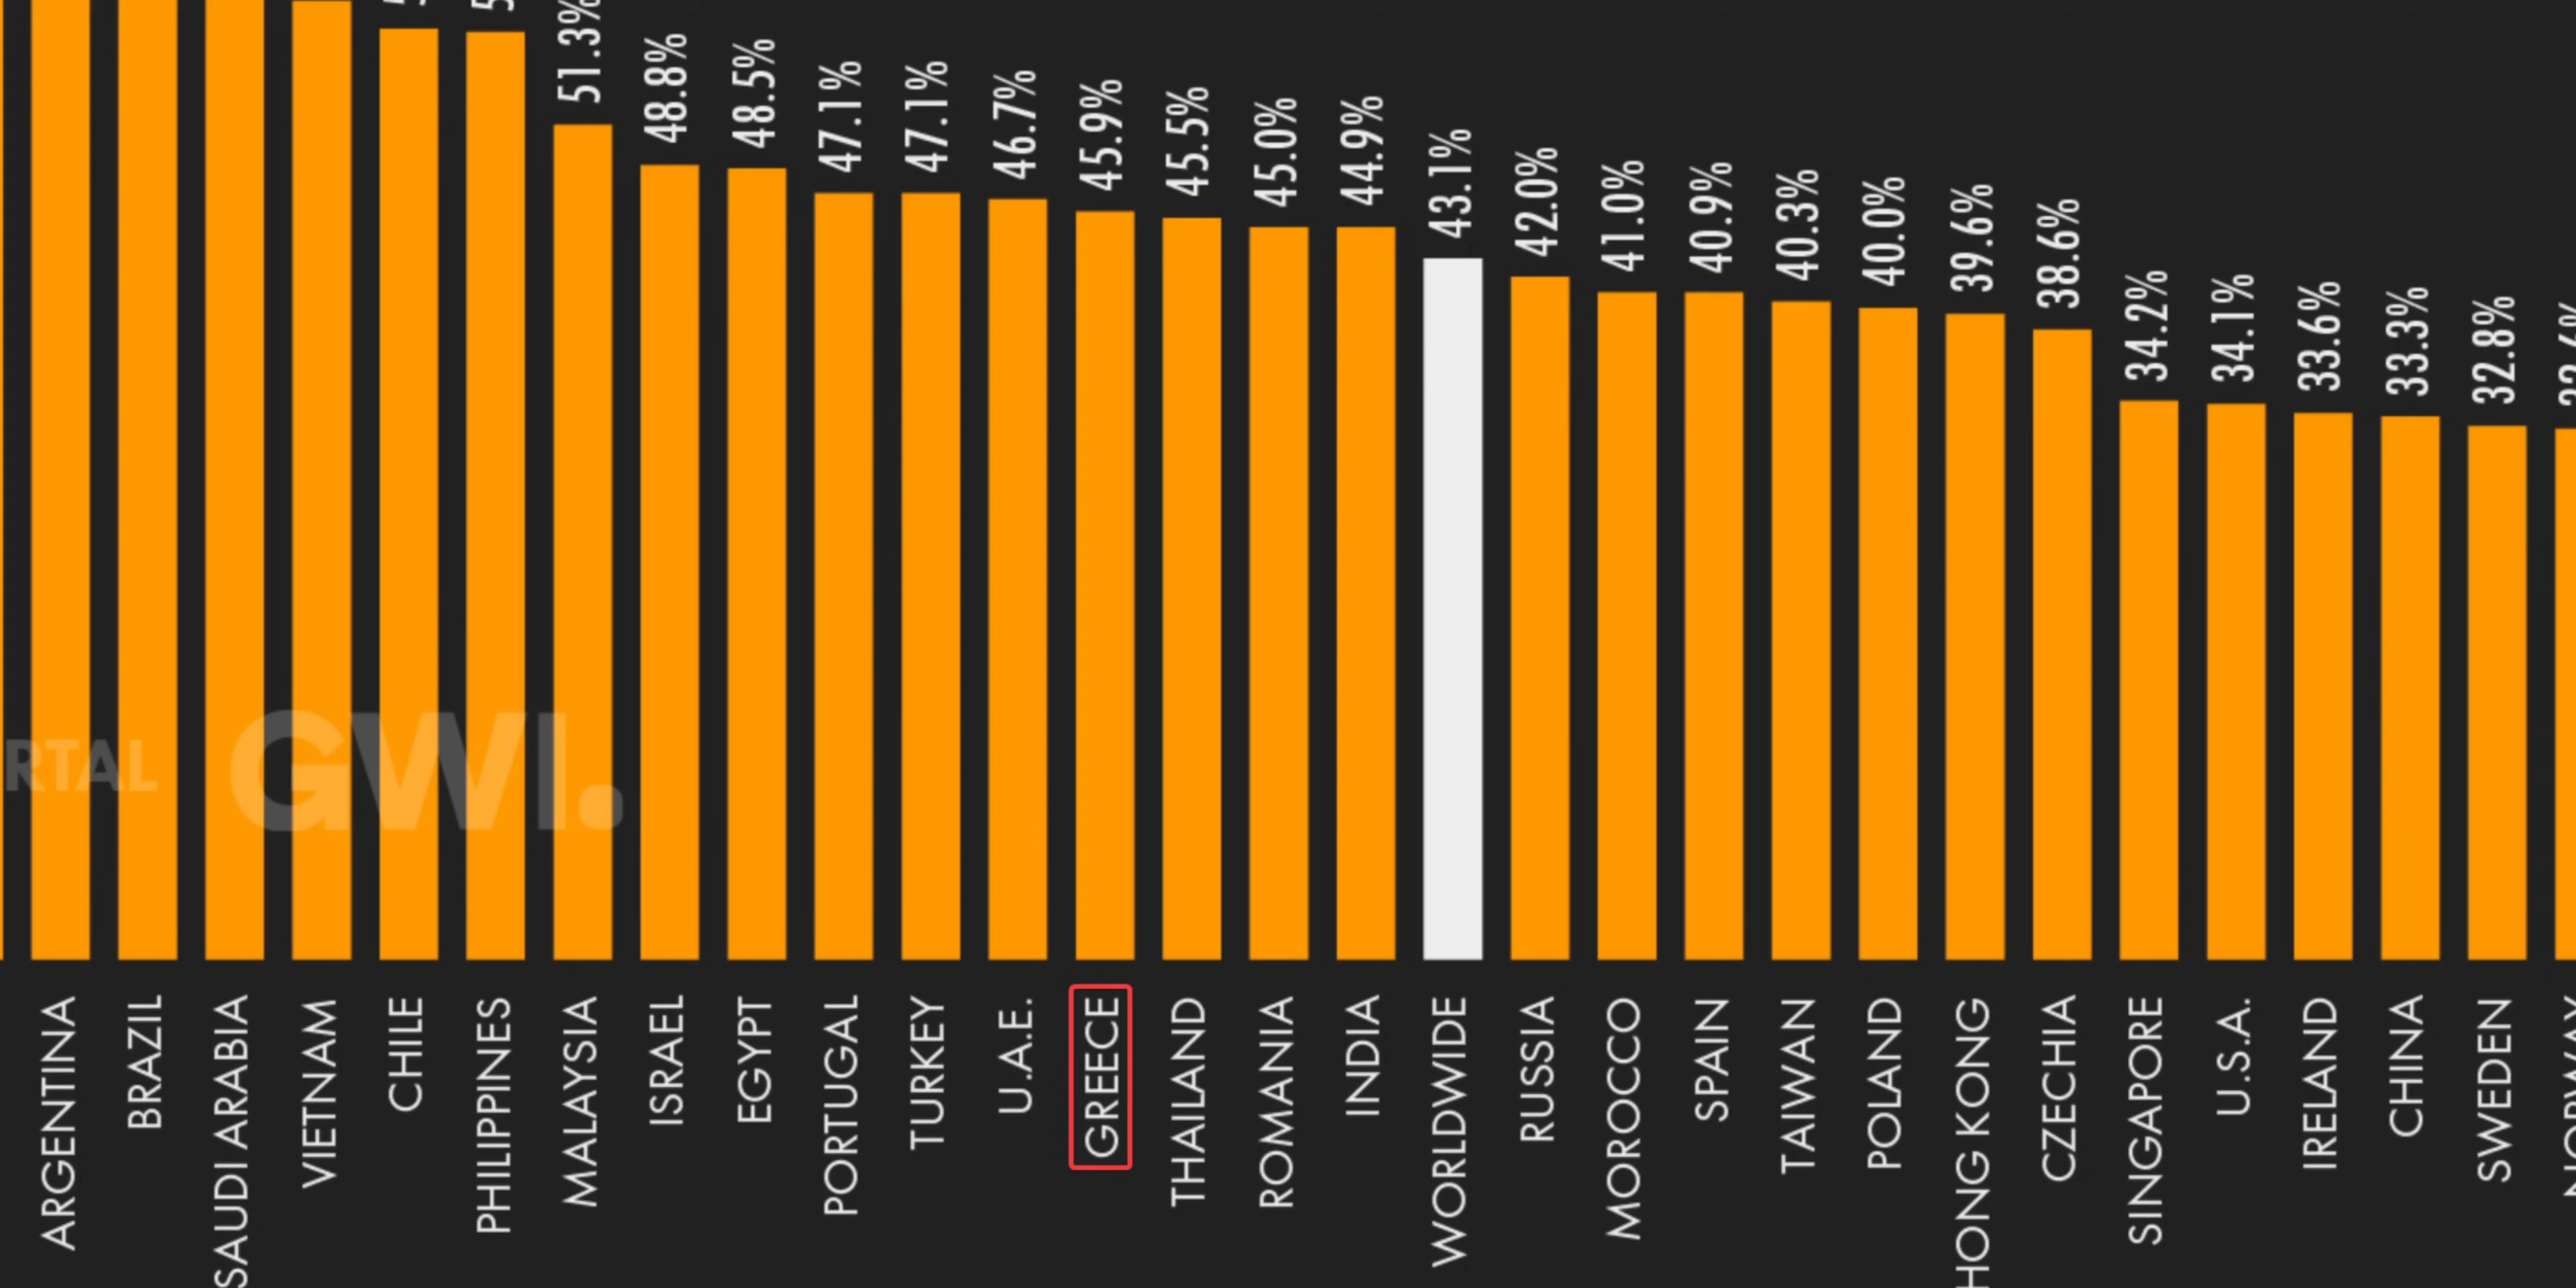 51.3%
48.8%
48.5%
47.1%
47.1%
46.7%
45.9%
45.5%
45.0%
44.9%
43.1%
42.0%
41.0%
40.9%
40.3%
40.0%
39.6%
38.6%
34.2%
34.1%
33.6%
33.3%
32.8%
RTAL
GWI.
ARGENTINA
BRAZIL
SAUDI ARABIA
VIETNAM
CHILE
PHILIPPINES
MALAYSIA
ISRAEL
EGYPT
PORTUGAL
TURKEY
U.A.E.
GREECE
THAILAND
ROMANIA
INDIA
WORLDWIDE
RUSSIA
MOROCCO
SPAIN
TAIWAN
POLAND
HONG KONG
CZECHIA
SINGAPORE
U.S.A.
IRELAND
CHINA
SWEDEN
NORWAY